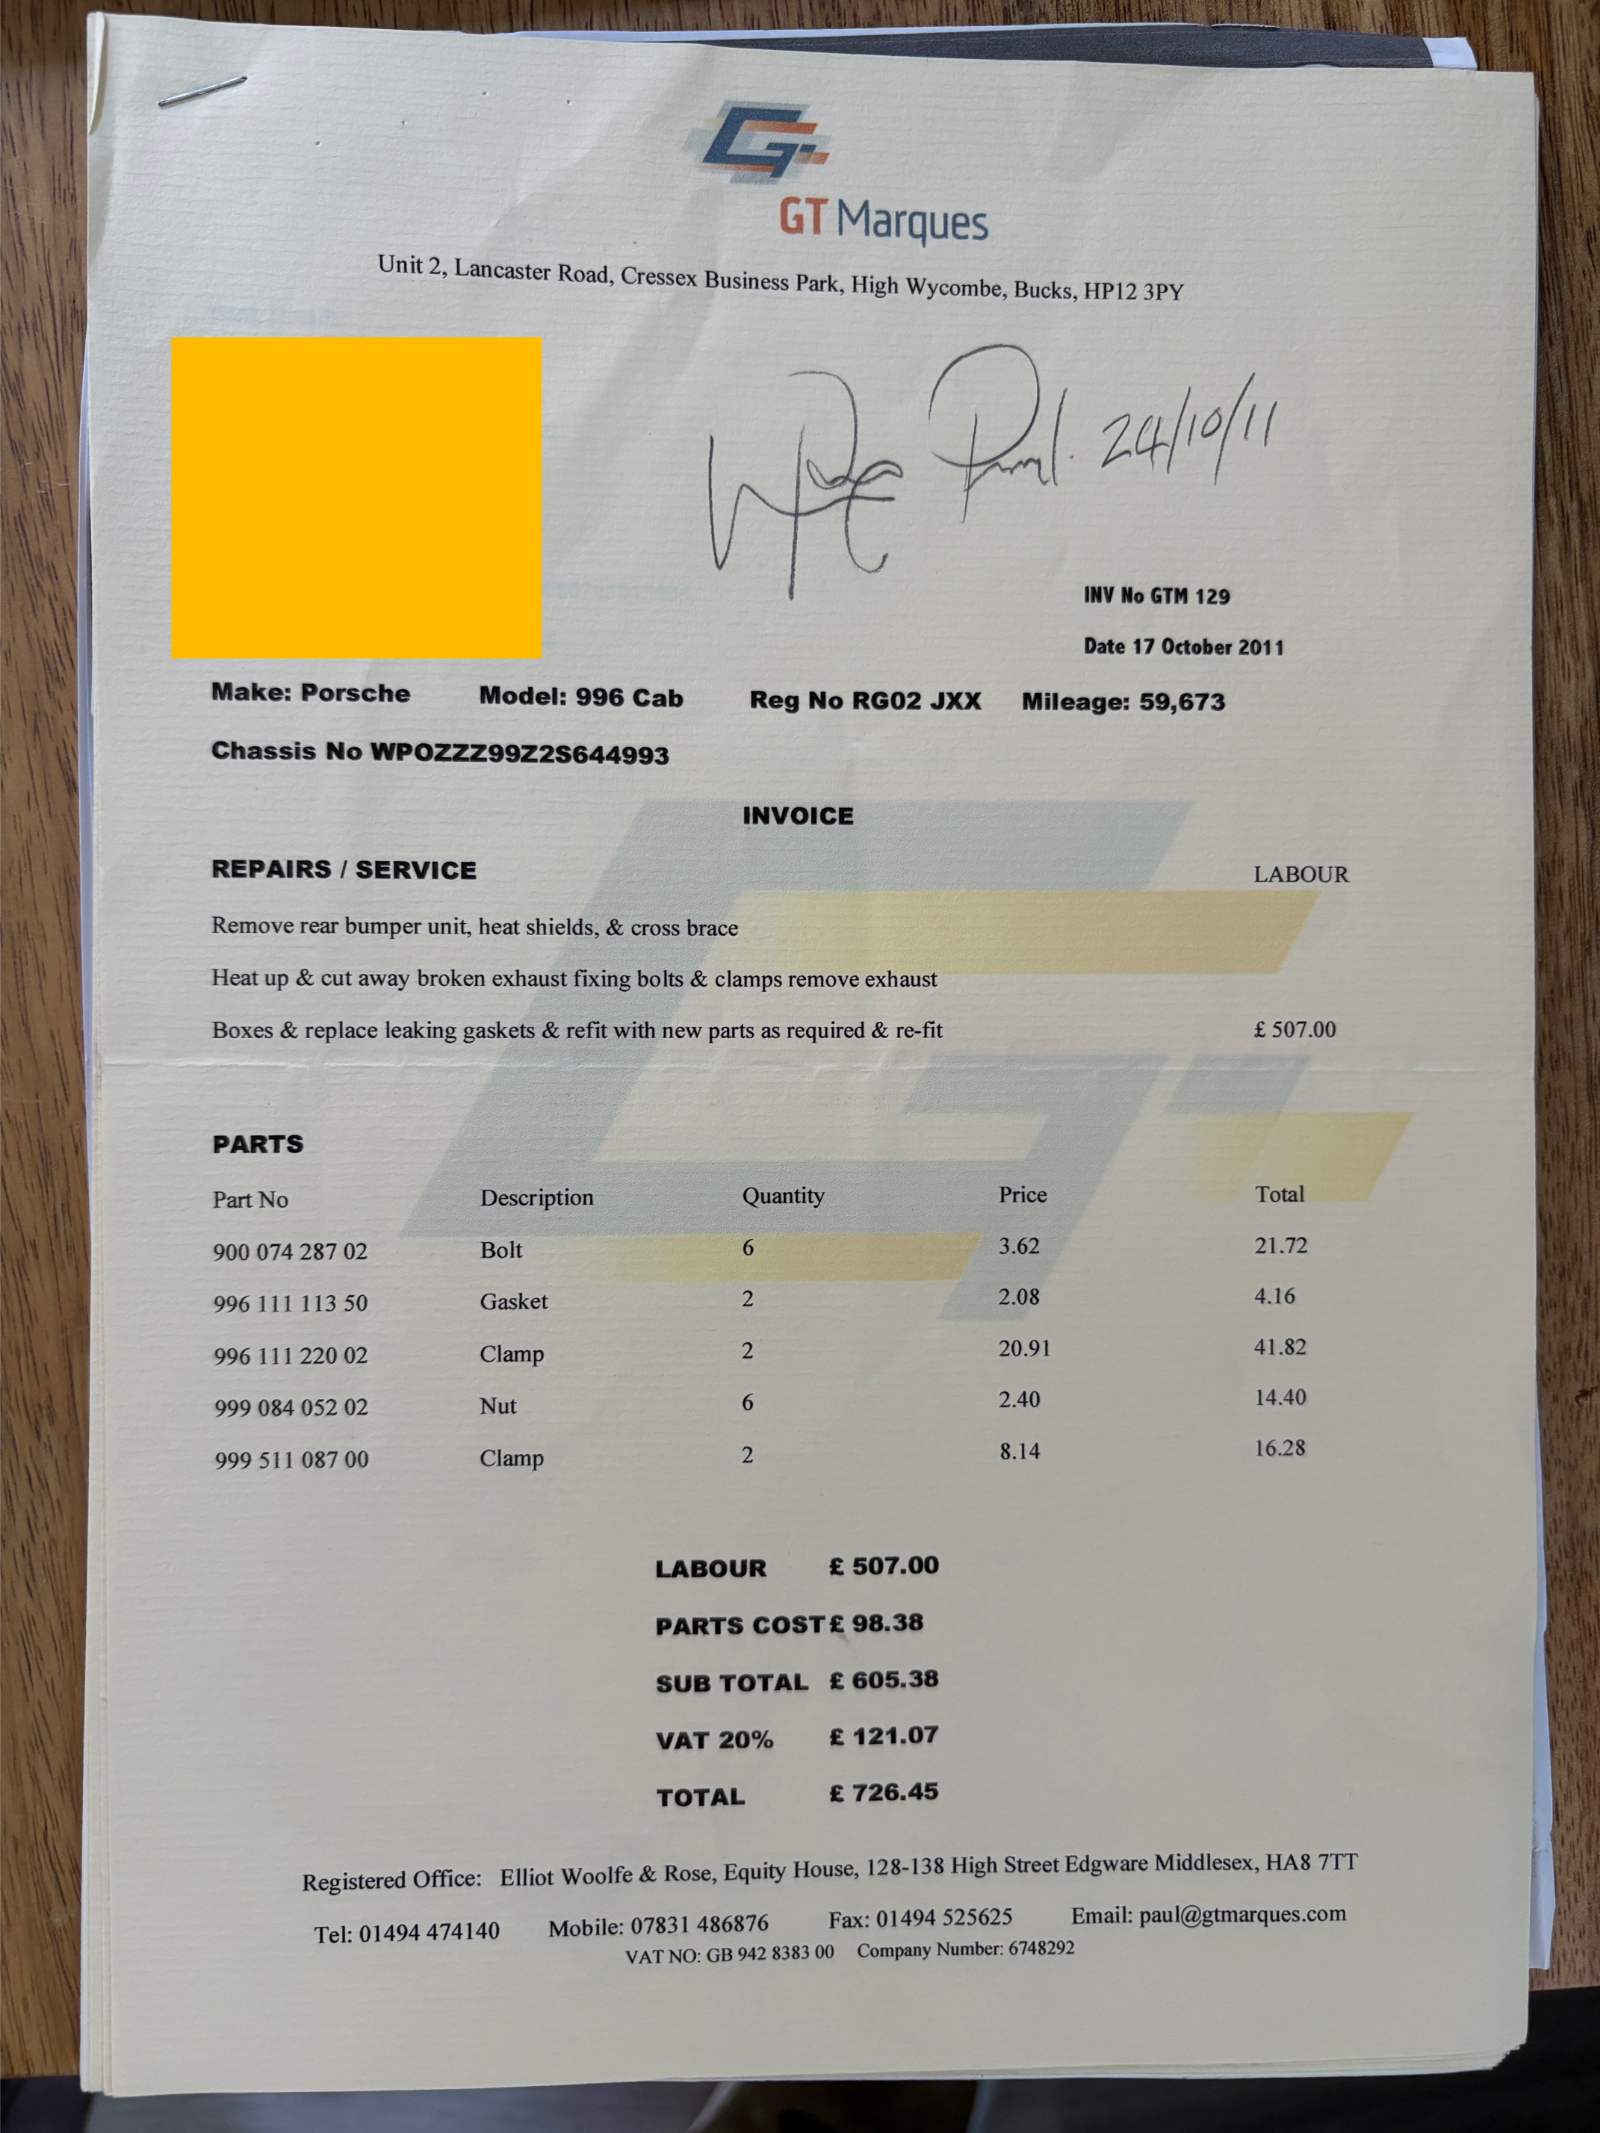 GT Marques
Unit 2, Lancaster Road, Cressex Business Park, High Wycombe, Bucks, HP12 3PY
Paul. 24/10/11
INV No GTM 129
Date 17 October 2011
Make: Porsche Model: 996 Cab Reg No RG02 JXX Mileage: 59,673
Chassis No WPOZZZ99Z2S644993
INVOICE
REPAIRS / SERVICE LABOUR
Remove rear bumper unit, heat shields, & cross brace
Heat up & cut away broken exhaust fixing bolts & clamps remove exhaust
Boxes & replace leaking gaskets & refit with new parts as required & re-fit £ 507.00
PARTS
Part No Description Quantity Price Total
900 074 287 02 Bolt 6 3.62 21.72
996 111 113 50 Gasket 2 2.08 4.16
996 111 220 02 Clamp 2 20.91 41.82
999 084 052 02 Nut 6 2.40 14.40
999 511 087 00 Clamp 2 8.14 16.28
LABOUR £ 507.00
PARTS COST £ 98.38
SUB TOTAL £ 605.38
VAT 20% £ 121.07
TOTAL £ 726.45
Registered Office: Elliot Woolfe & Rose, Equity House, 128-138 High Street Edgware Middlesex, HA8 7TT
Tel: 01494 474140 Mobile: 07831 486876 Fax: 01494 525625 Email: paul@gtmarques.com
VAT NO: GB 942 8383 00 Company Number: 6748292